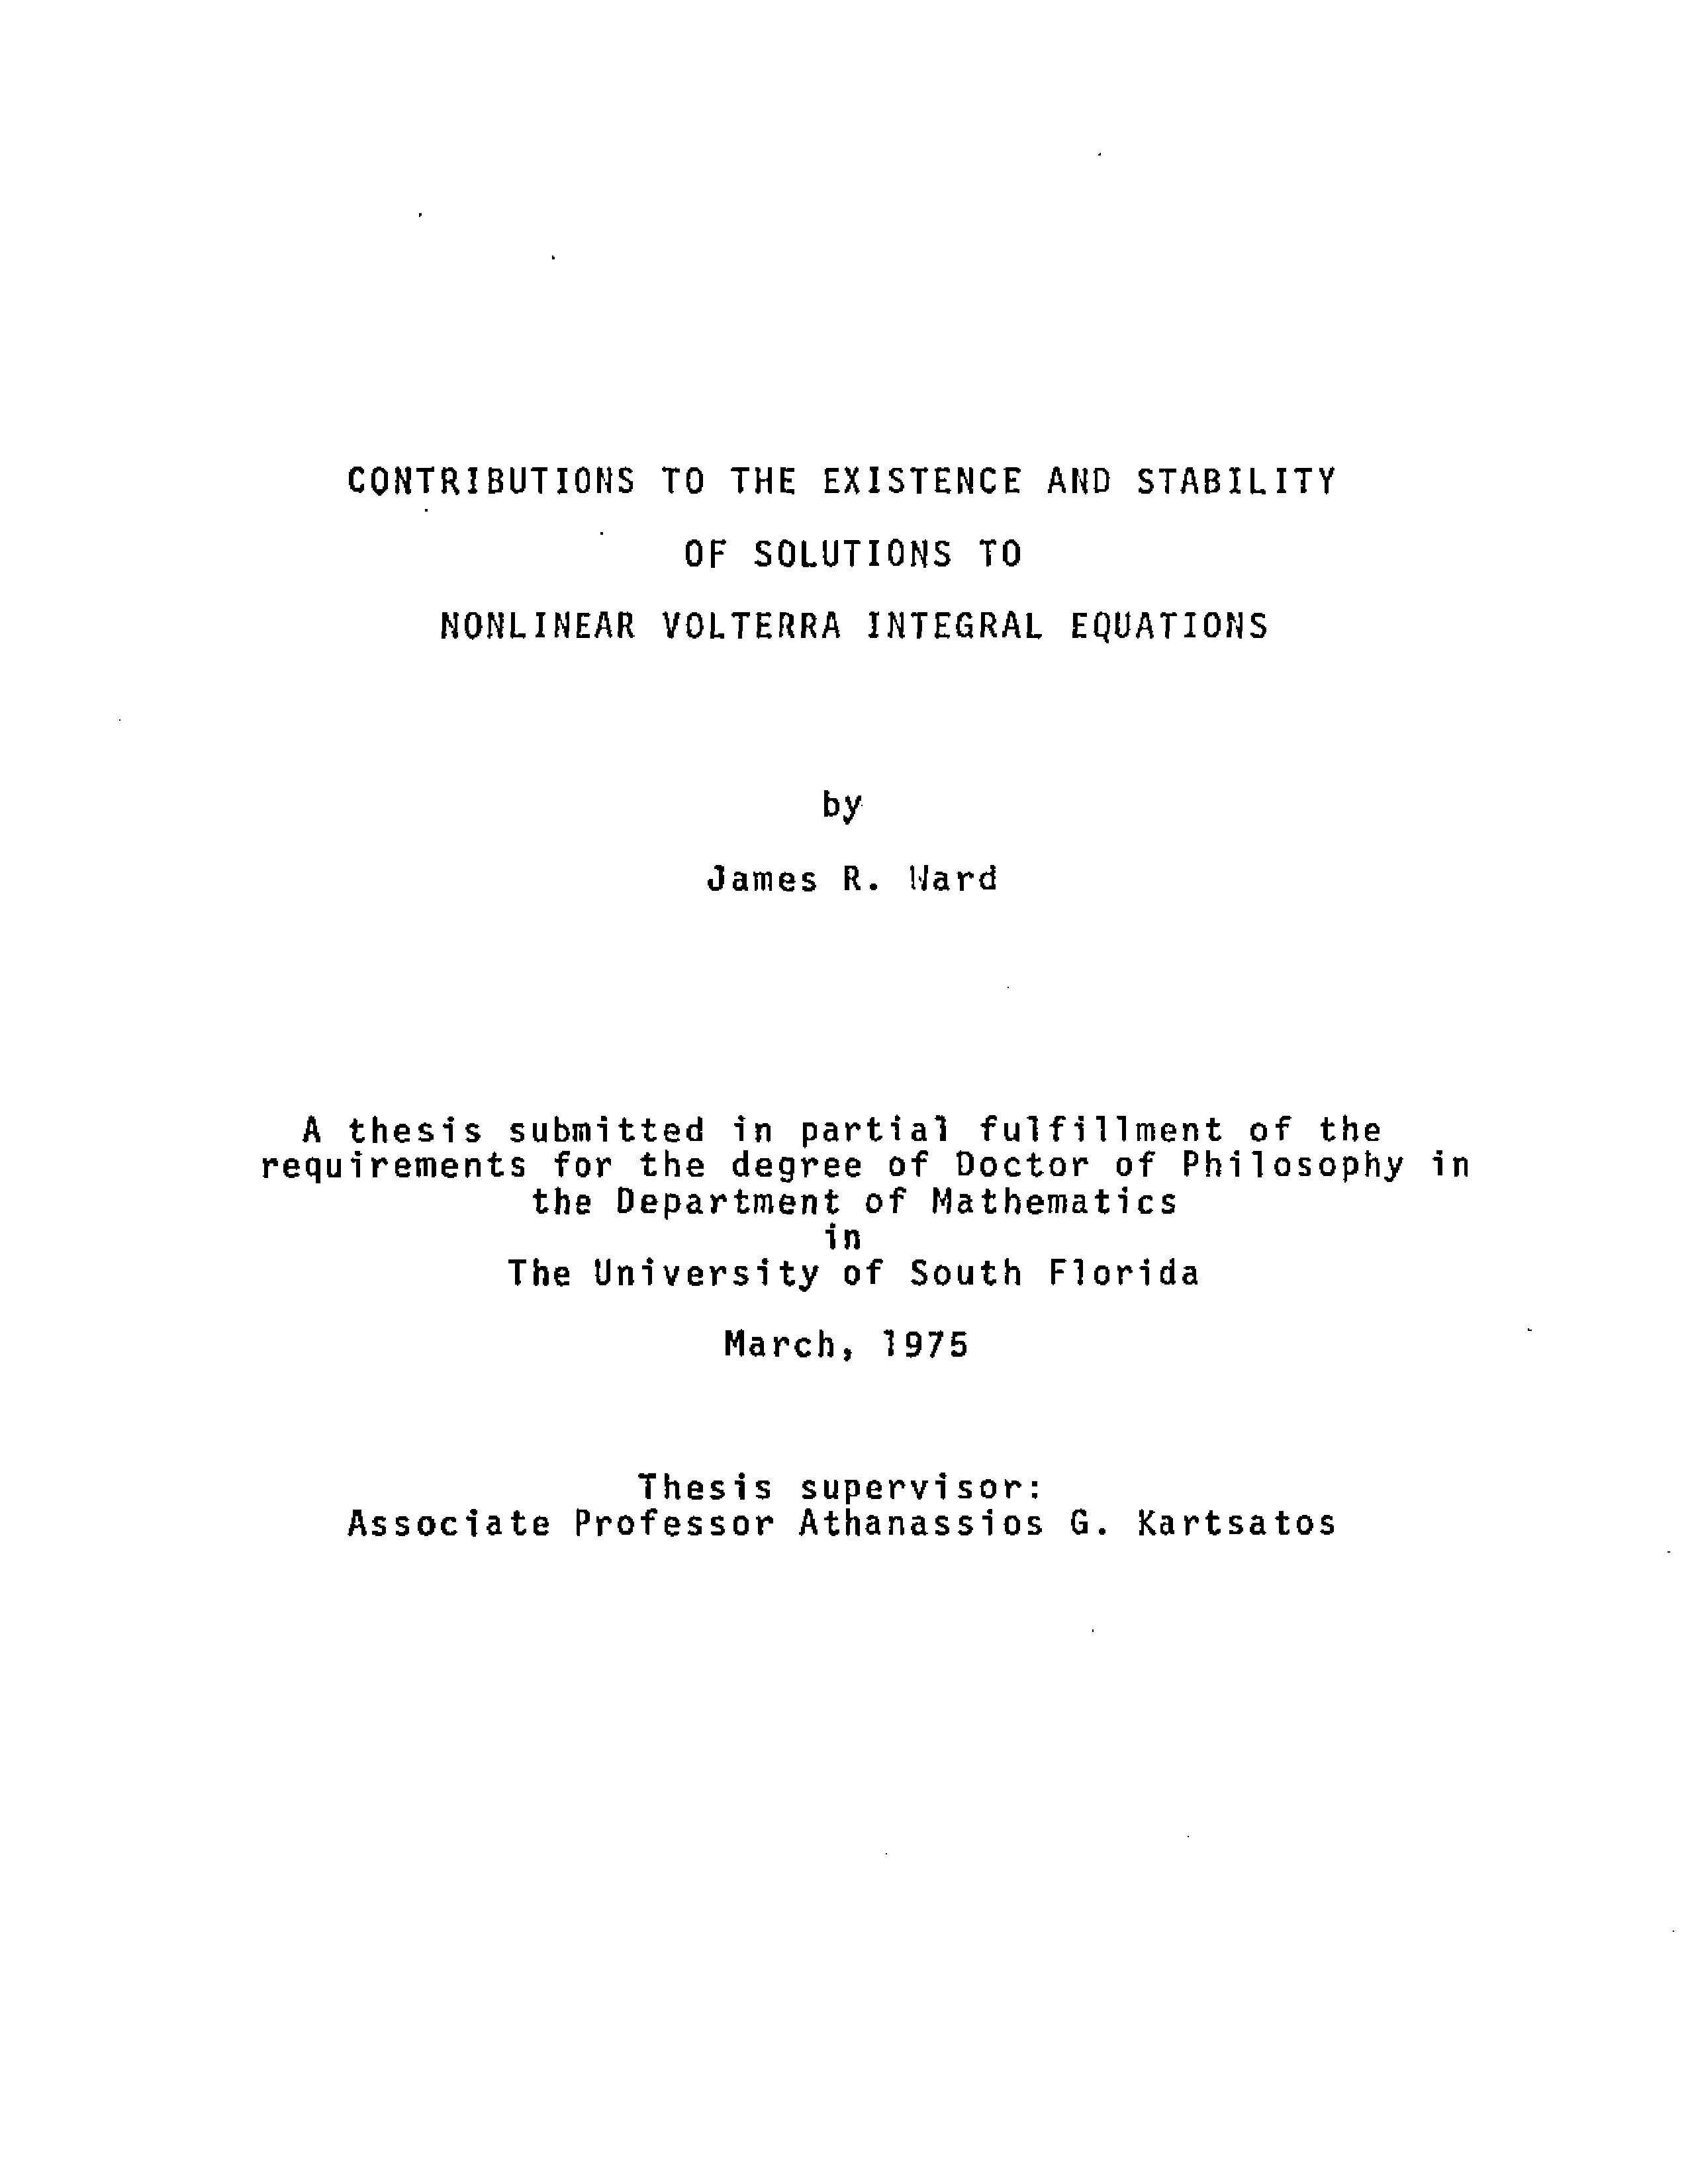 CONTRIBUTIONS TO THE EXISTENCE AND STABILITY
OF SOLUTIONS TO
NONLINEAR VOLTERRA INTEGRAL EQUATIONS
by
James R. Ward
A thesis submitted in partial fulfillment of the
requirements for the degree of Doctor of Philosophy in
the Department of Mathematics
in
The University of South Florida
March, 1975
Thesis supervisor:
Associate Professor Athanassios G. Kartsatos